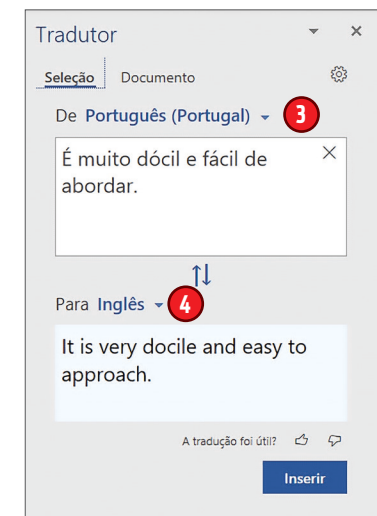 Tradutor
Seleção Documento
De Português (Portugal) 3
É muito dócil e fácil de
abordar.
Para Inglês 4
It is very docile and easy to
approach.
A tradução foi útil?
Inserir